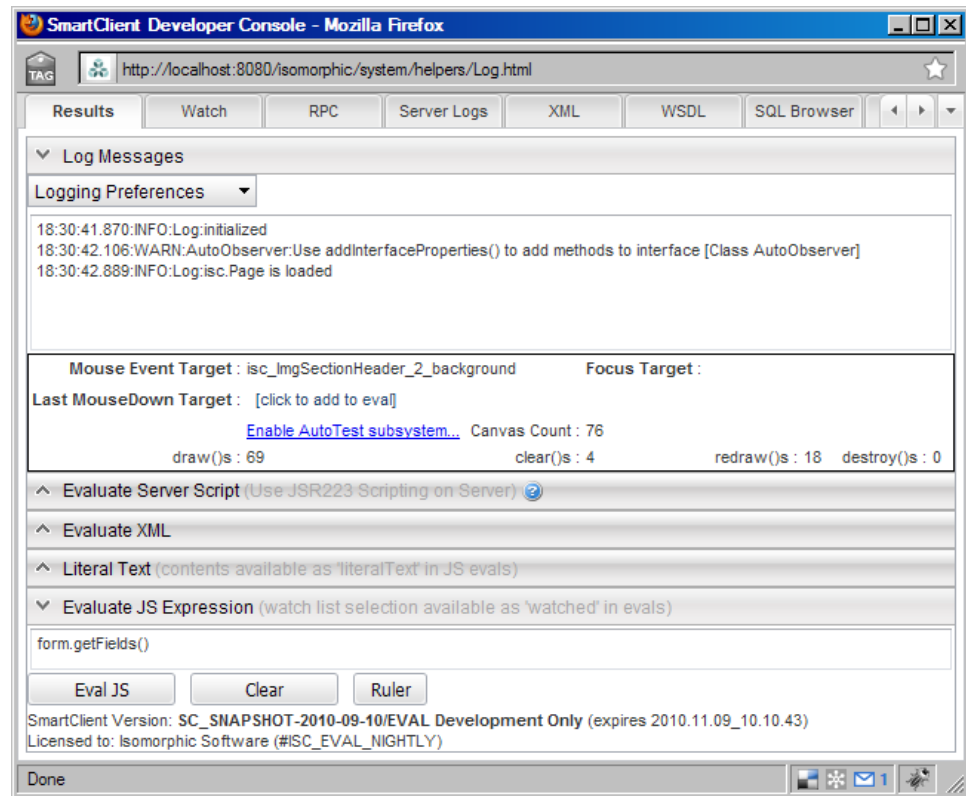 SmartClient Developer Console - Mozilla Firefox
TAG http://localhost:8080/isomorphic/system/helpers/Log.html
Results Watch RPC Server Logs XML WSDL SQL Browser
Log Messages
Logging Preferences
18:30:41.870:INFO:Log:initialized
18:30:42.106:WARN:AutoObserver:Use addInterfaceProperties() to add methods to interface [Class AutoObserver]
18:30:42.889:INFO:Log:isc.Page is loaded
Mouse Event Target : isc_ImgSectionHeader_2_background Focus Target :
Last MouseDown Target : [click to add to eval]
Enable AutoTest subsystem... Canvas Count : 76
draw()s : 69 clear()s : 4 redraw()s : 18 destroy()s : 0
Evaluate Server Script (Use JSR223 Scripting on Server) ?
Evaluate XML
Literal Text (contents available as 'literalText' in JS evals)
Evaluate JS Expression (watch list selection available as 'watched' in evals)
form.getFields()
Eval JS Clear Ruler
SmartClient Version: SC_SNAPSHOT-2010-09-10/EVAL Development Only (expires 2010.11.09_10.10.43)
Licensed to: Isomorphic Software (#ISC_EVAL_NIGHTLY)
Done 1